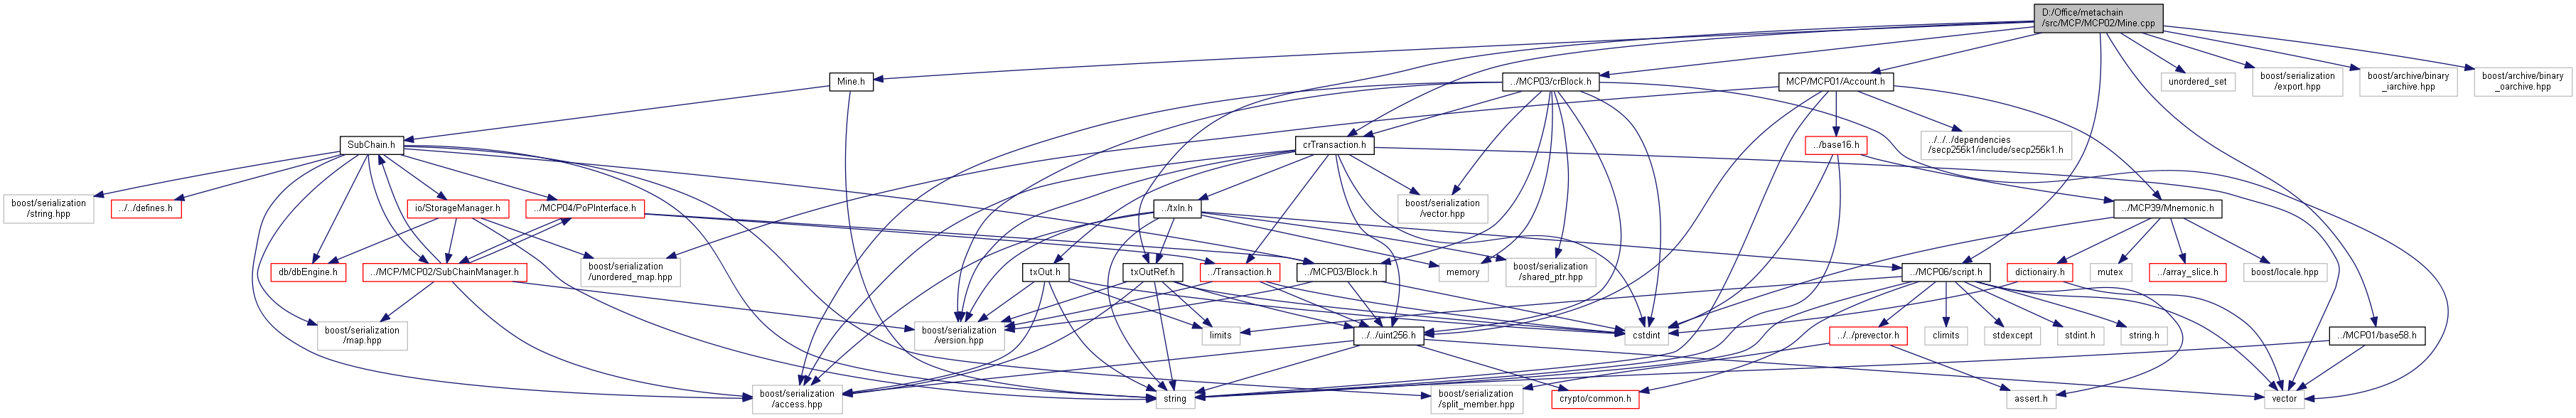 D:/Office/metachain
/src/MCP/MCP02/Mine.cpp
Mine.h
../MCP03/crBlock.h
MCP/MCP01/Account.h
unordered_set
boost/serialization
/export.hpp
boost/archive/binary
_iarchive.hpp
boost/archive/binary
_oarchive.hpp
SubChain.h
crTransaction.h
../base16.h
../../../dependencies
/secp256k1/include/secp256k1.h
boost/serialization
/string.hpp
../../defines.h
io/StorageManager.h
../MCP04/PoPInterface.h
../txIn.h
boost/serialization
/vector.hpp
../MCP39/Mnemonic.h
db/dbEngine.h
../MCP/MCP02/SubChainManager.h
boost/serialization
/unordered_map.hpp
txOut.h
txOutRef.h
../Transaction.h
../MCP03/Block.h
memory
boost/serialization
/shared_ptr.hpp
../MCP06/script.h
dictionairy.h
mutex
../array_slice.h
boost/locale.hpp
boost/serialization
/map.hpp
boost/serialization
/version.hpp
limits
../../uint256.h
cstdint
../../prevector.h
climits
stdexcept
stdint.h
string.h
../MCP01/base58.h
boost/serialization
/access.hpp
string
boost/serialization
/split_member.hpp
crypto/common.h
assert.h
vector